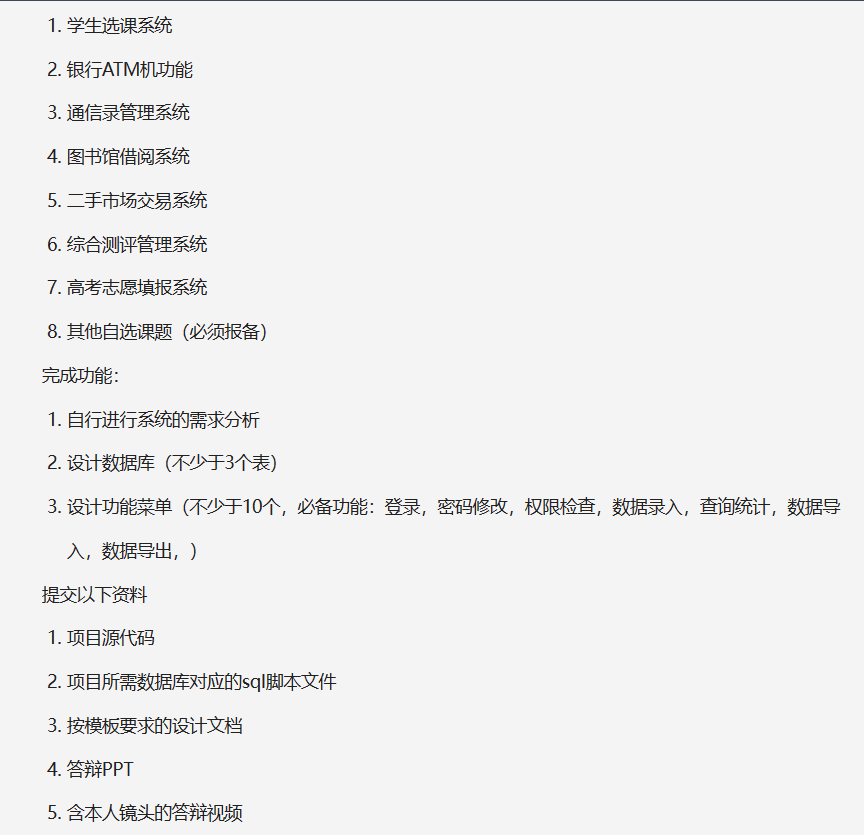 1. 学生选课系统
2. 银行ATM机功能
3. 通信录管理系统
4. 图书馆借阅系统
5. 二手市场交易系统
6. 综合测评管理系统
7. 高考志愿填报系统
8. 其他自选课题（必须报备）
完成功能：
1. 自行进行系统的需求分析
2. 设计数据库（不少于3个表）
3. 设计功能菜单（不少于10个，必备功能：登录，密码修改，权限检查，数据录入，查询统计，数据导
入，数据导出，）
提交以下资料
1. 项目源代码
2. 项目所需数据库对应的sql脚本文件
3. 按模板要求的设计文档
4. 答辩PPT
5. 含本人镜头的答辩视频